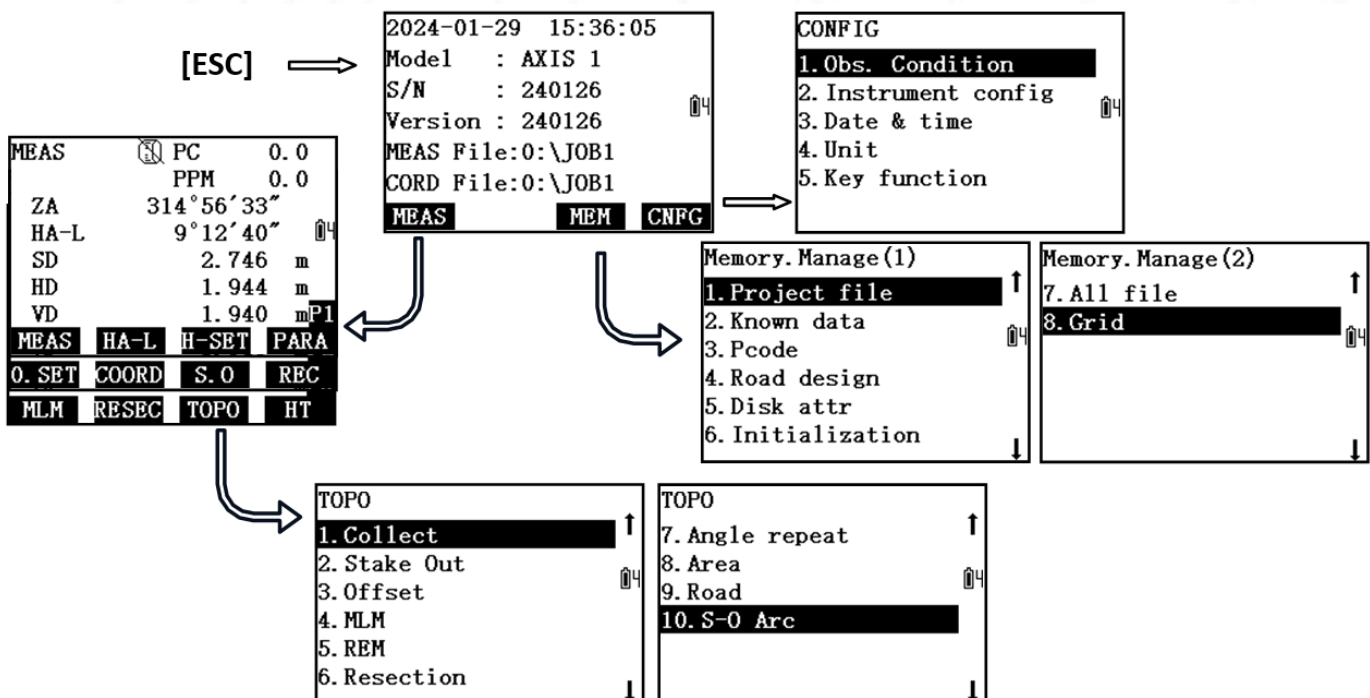 [ESC]
2024-01-29 15:36:05
Model : AXIS 1
S/N : 240126
Version : 240126
MEAS File:0:\JOB1
CORD File:0:\JOB1
MEAS MEM CNFG
CONFIG
1.Obs. Condition
2.Instrument config
3.Date & time
4.Unit
5.Key function
MEAS PC 0.0
PPM 0.0
ZA 314°56′33″
HA-L 9°12′40″
SD 2.746 m
HD 1.944 m
VD 1.940 mP1
MEAS HA-L H-SET PARA
0.SET COORD S.O REC
MLM RESEC TOPO HT
Memory.Manage(1)
1.Project file
2.Known data
3.Pcode
4.Road design
5.Disk attr
6.Initialization
Memory.Manage(2)
7.All file
8.Grid
TOPO
1.Collect
2.Stake Out
3.Offset
4.MLM
5.REM
6.Resection
TOPO
7.Angle repeat
8.Area
9.Road
10.S-O Arc